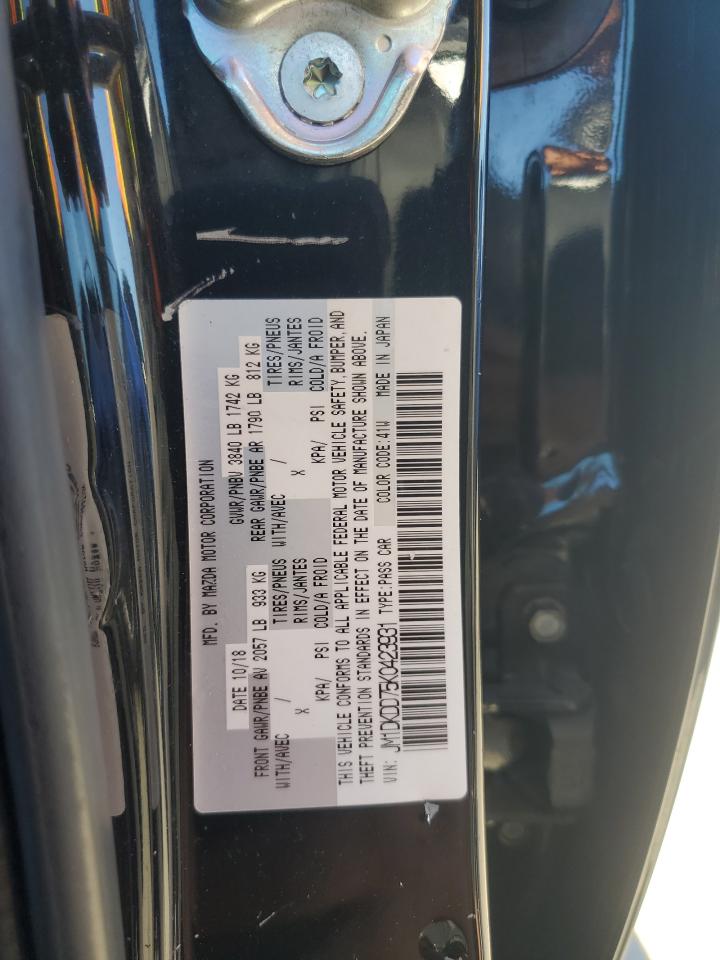 MFD. BY MAZDA MOTOR CORPORATION
DATE 10/18 GVWR/PNBV 3840 LB 1742 KG
FRONT GAWR/PNBE AV 2057 LB 933 KG REAR GAWR/PNBE AR 1790 LB 812 KG
WITH/AVEC / TIRES/PNEUS WITH/AVEC / TIRES/PNEUS
X RIMS/JANTES X RIMS/JANTES
KPA/ PSI COLD/A FROID KPA/ PSI COLD/A FROID
THIS VEHICLE CONFORMS TO ALL APPLICABLE FEDERAL MOTOR VEHICLE SAFETY, BUMPER, AND
THEFT PREVENTION STANDARDS IN EFFECT ON THE DATE OF MANUFACTURE SHOWN ABOVE.
VIN: JM1DKDD75K0423931 TYPE:PASS CAR COLOR CODE:41W MADE IN JAPAN